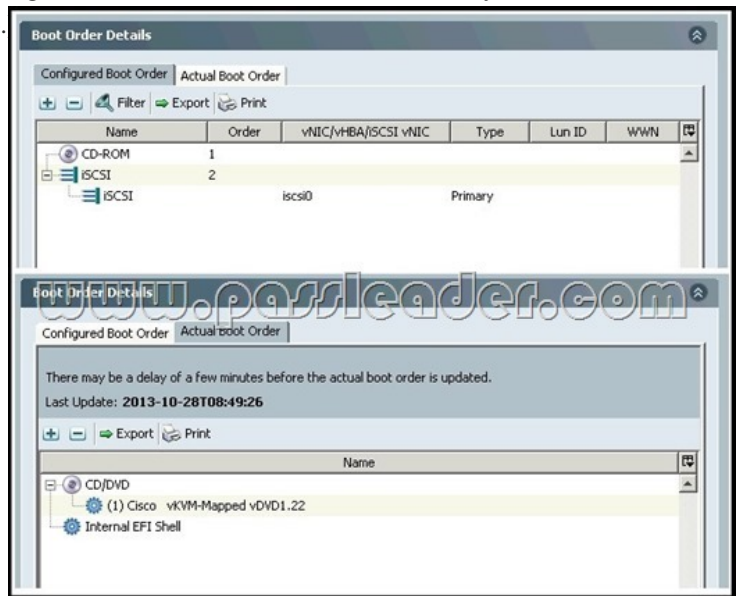 Boot Order Details
Configured Boot Order Actual Boot Order
Filter Export Print
Name Order vNIC/vHBA/iSCSI vNIC Type Lun ID WWN
CD-ROM 1
iSCSI 2
iSCSI iscsi0 Primary
www.passleader.com
Boot Order Details
Configured Boot Order Actual Boot Order
There may be a delay of a few minutes before the actual boot order is updated.
Last Update: 2013-10-28T08:49:26
Export Print
Name
CD/DVD
(1) Cisco vKVM-Mapped vDVD1.22
Internal EFI Shell